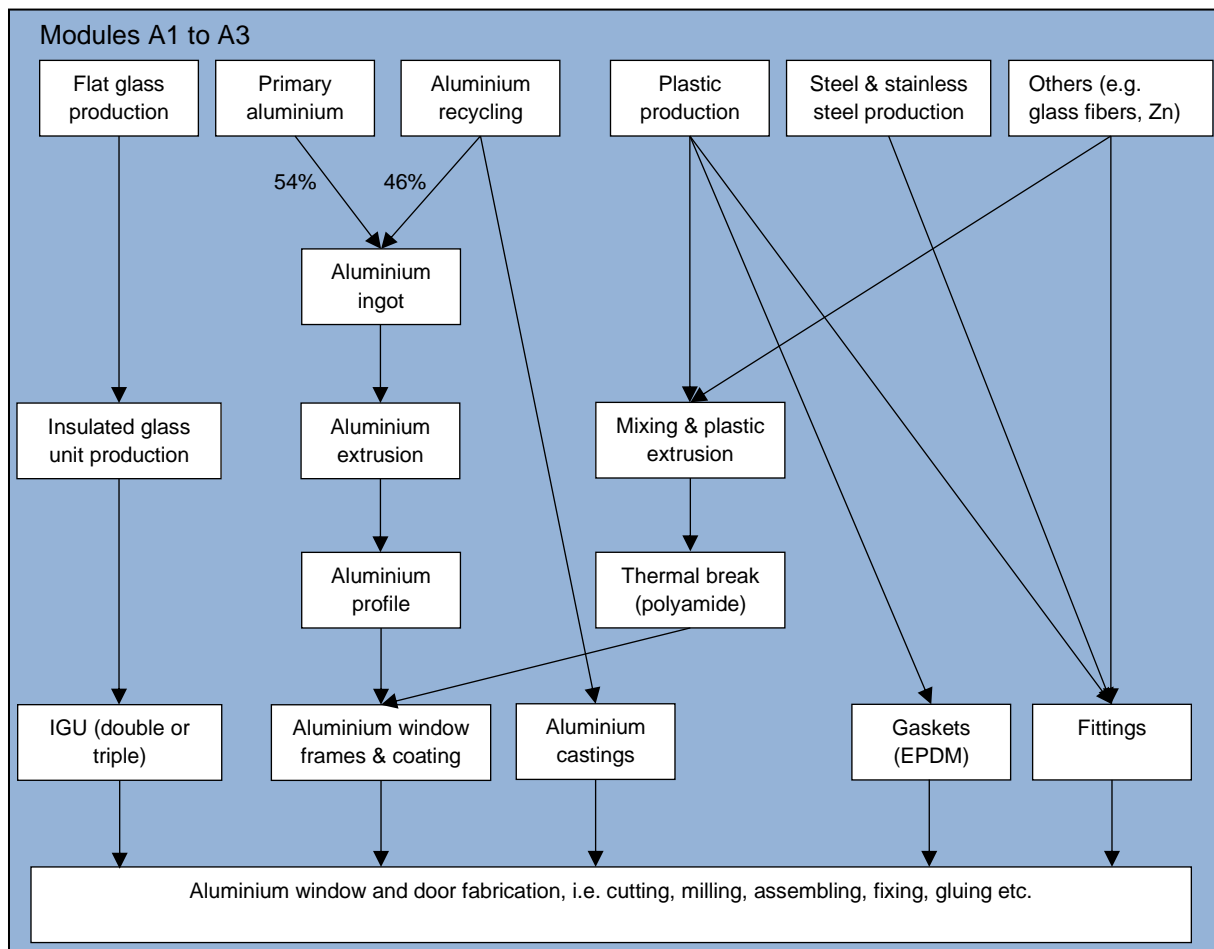 Modules A1 to A3
Flat glass
production
Primary
aluminium
Aluminium
recycling
Plastic
production
Steel & stainless
steel production
Others (e.g.
glass fibers, Zn)
54%
46%
Aluminium
ingot
Insulated glass
unit production
Aluminium
extrusion
Mixing & plastic
extrusion
Aluminium
profile
Thermal break
(polyamide)
IGU (double or
triple)
Aluminium window
frames & coating
Aluminium
castings
Gaskets
(EPDM)
Fittings
Aluminium window and door fabrication, i.e. cutting, milling, assembling, fixing, gluing etc.